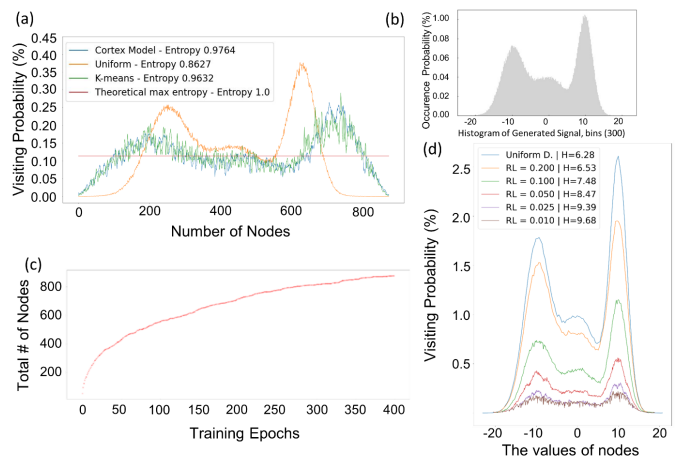 (a)
Visiting Probability (%)
0.45
0.40
0.35
0.30
0.25
0.20
0.15
0.10
0.05
0.00
Cortex Model - Entropy 0.9764
Uniform - Entropy 0.8627
K-means - Entropy 0.9632
Theoretical max entropy - Entropy 1.0
0 200 400 600 800
Number of Nodes
(b)
Occurence Probability (%)
1.00
0.80
0.60
0.40
0.20
0.0
-20 -10 0 10 20
Histogram of Generated Signal, bins (300)
(c)
Total # of Nodes
800
600
400
200
0 50 100 150 200 250 300 350 400
Training Epochs
(d)
Visiting Probability (%)
2.5
2.0
1.5
1.0
0.5
Uniform D. | H=6.28
RL = 0.200 | H=6.53
RL = 0.100 | H=7.48
RL = 0.050 | H=8.47
RL = 0.025 | H=9.39
RL = 0.010 | H=9.68
-20 -10 0 10 20
The values of nodes